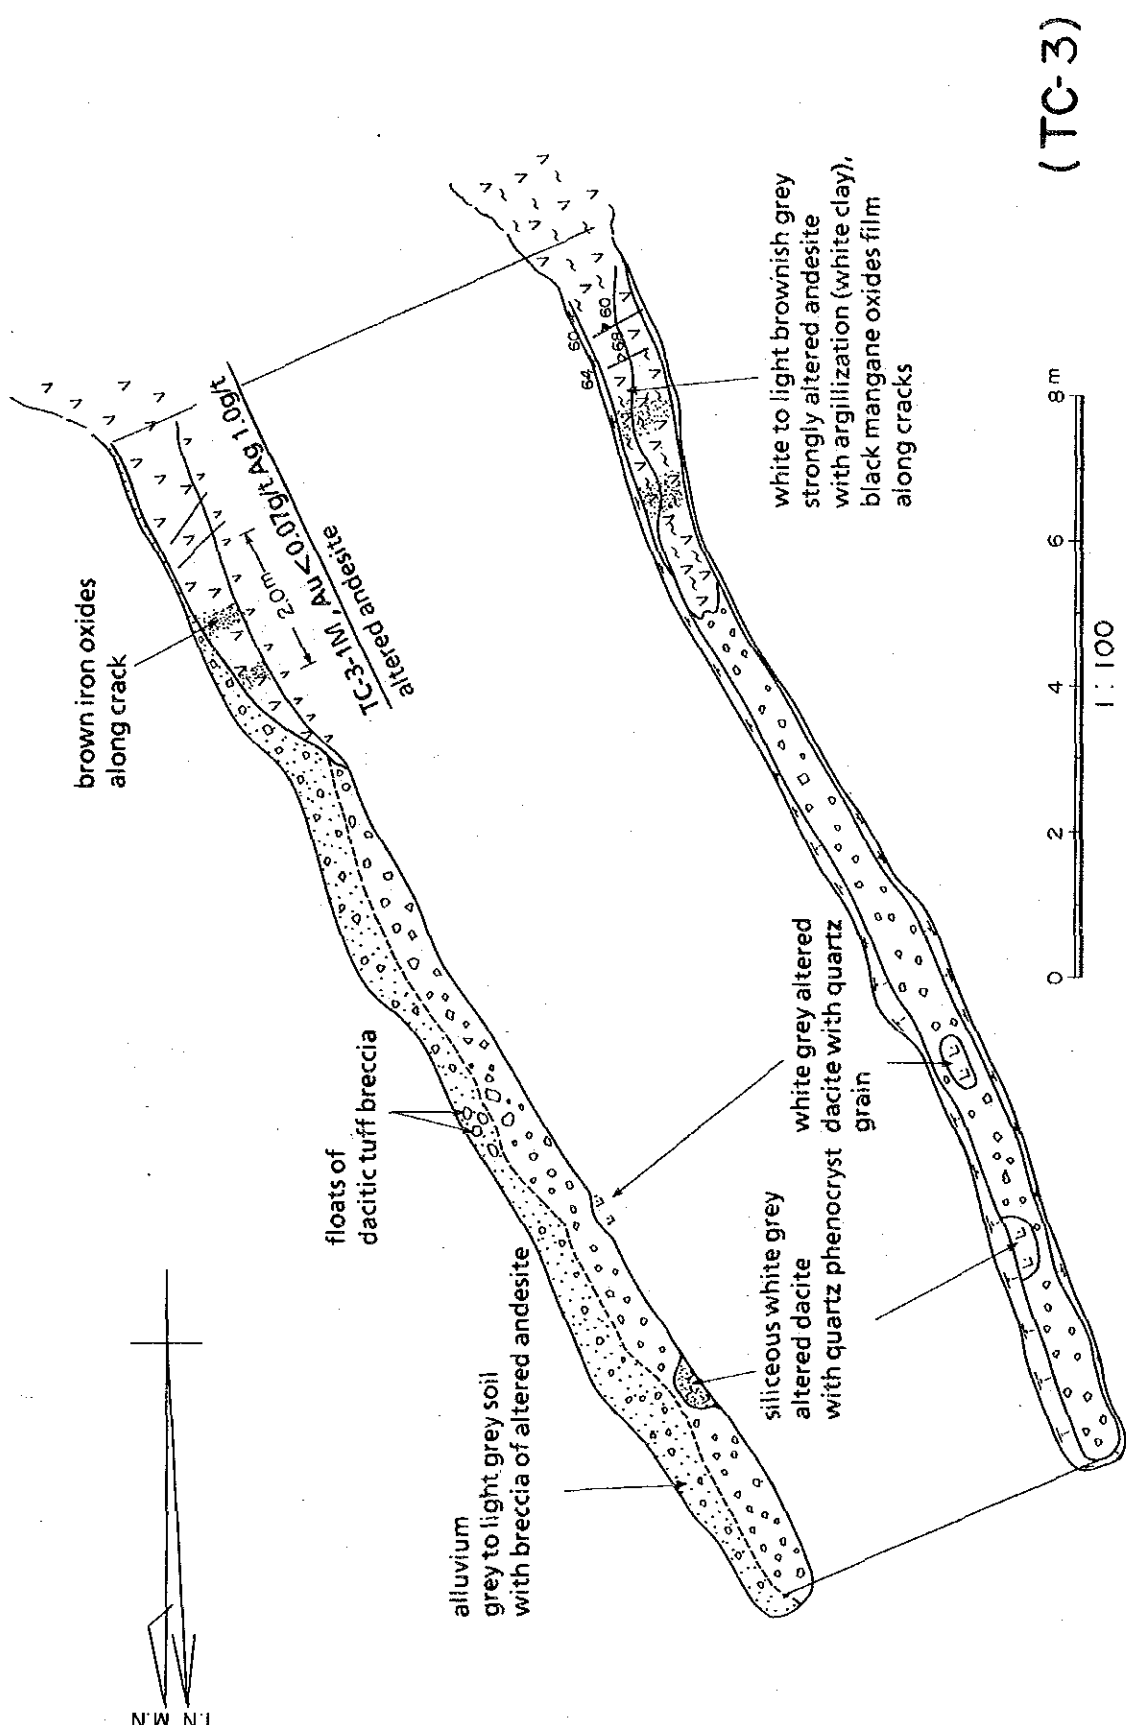 (TC-3)
brown iron oxides
along crack
2.0m
TC-3-1M, Au<0.07g/t Ag 1.0g/t
altered andesite
floats of
dacitic tuff breccia
alluvium
grey to light grey soil
with breccia of altered andesite
white grey altered
dacite with quartz
grain
siliceous white grey
altered dacite
with quartz phenocryst
white to light brownish grey
strongly altered andesite
with argillization (white clay),
black mangane oxides film
along cracks
64 60
68 60
0 2 4 6 8m
1:100
M.N
T.N